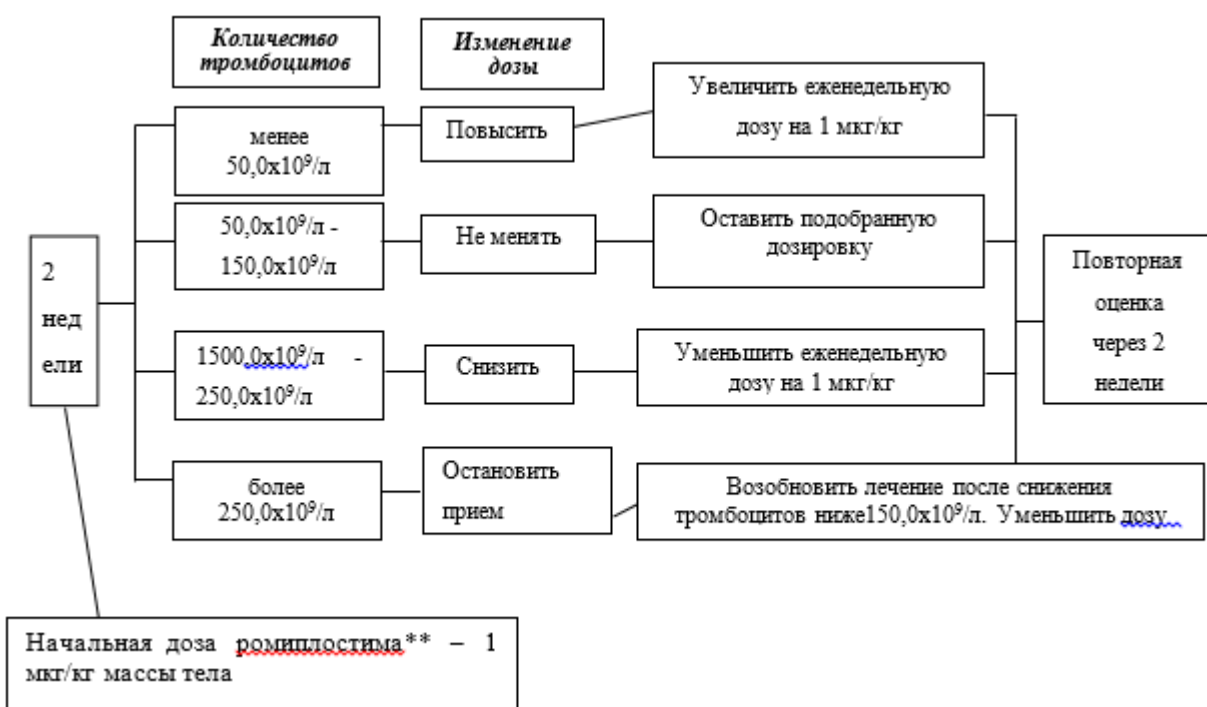 Количество
тромбоцитов
Изменение
дозы
менее
50,0х10⁹/л
Повысить
Увеличить еженедельную
дозу на 1 мкг/кг
50,0х10⁹/л -
150,0х10⁹/л
Не менять
Оставить подобранную
дозировку
2
нед
ели
Повторная
оценка
через 2
недели
1500,0х10⁹/л -
250,0х10⁹/л
Снизить
Уменьшить еженедельную
дозу на 1 мкг/кг
более
250,0х10⁹/л
Остановить
прием
Возобновить лечение после снижения
тромбоцитов ниже150,0х10⁹/л. Уменьшить дозу
Начальная доза ромиплостима** – 1
мкг/кг массы тела